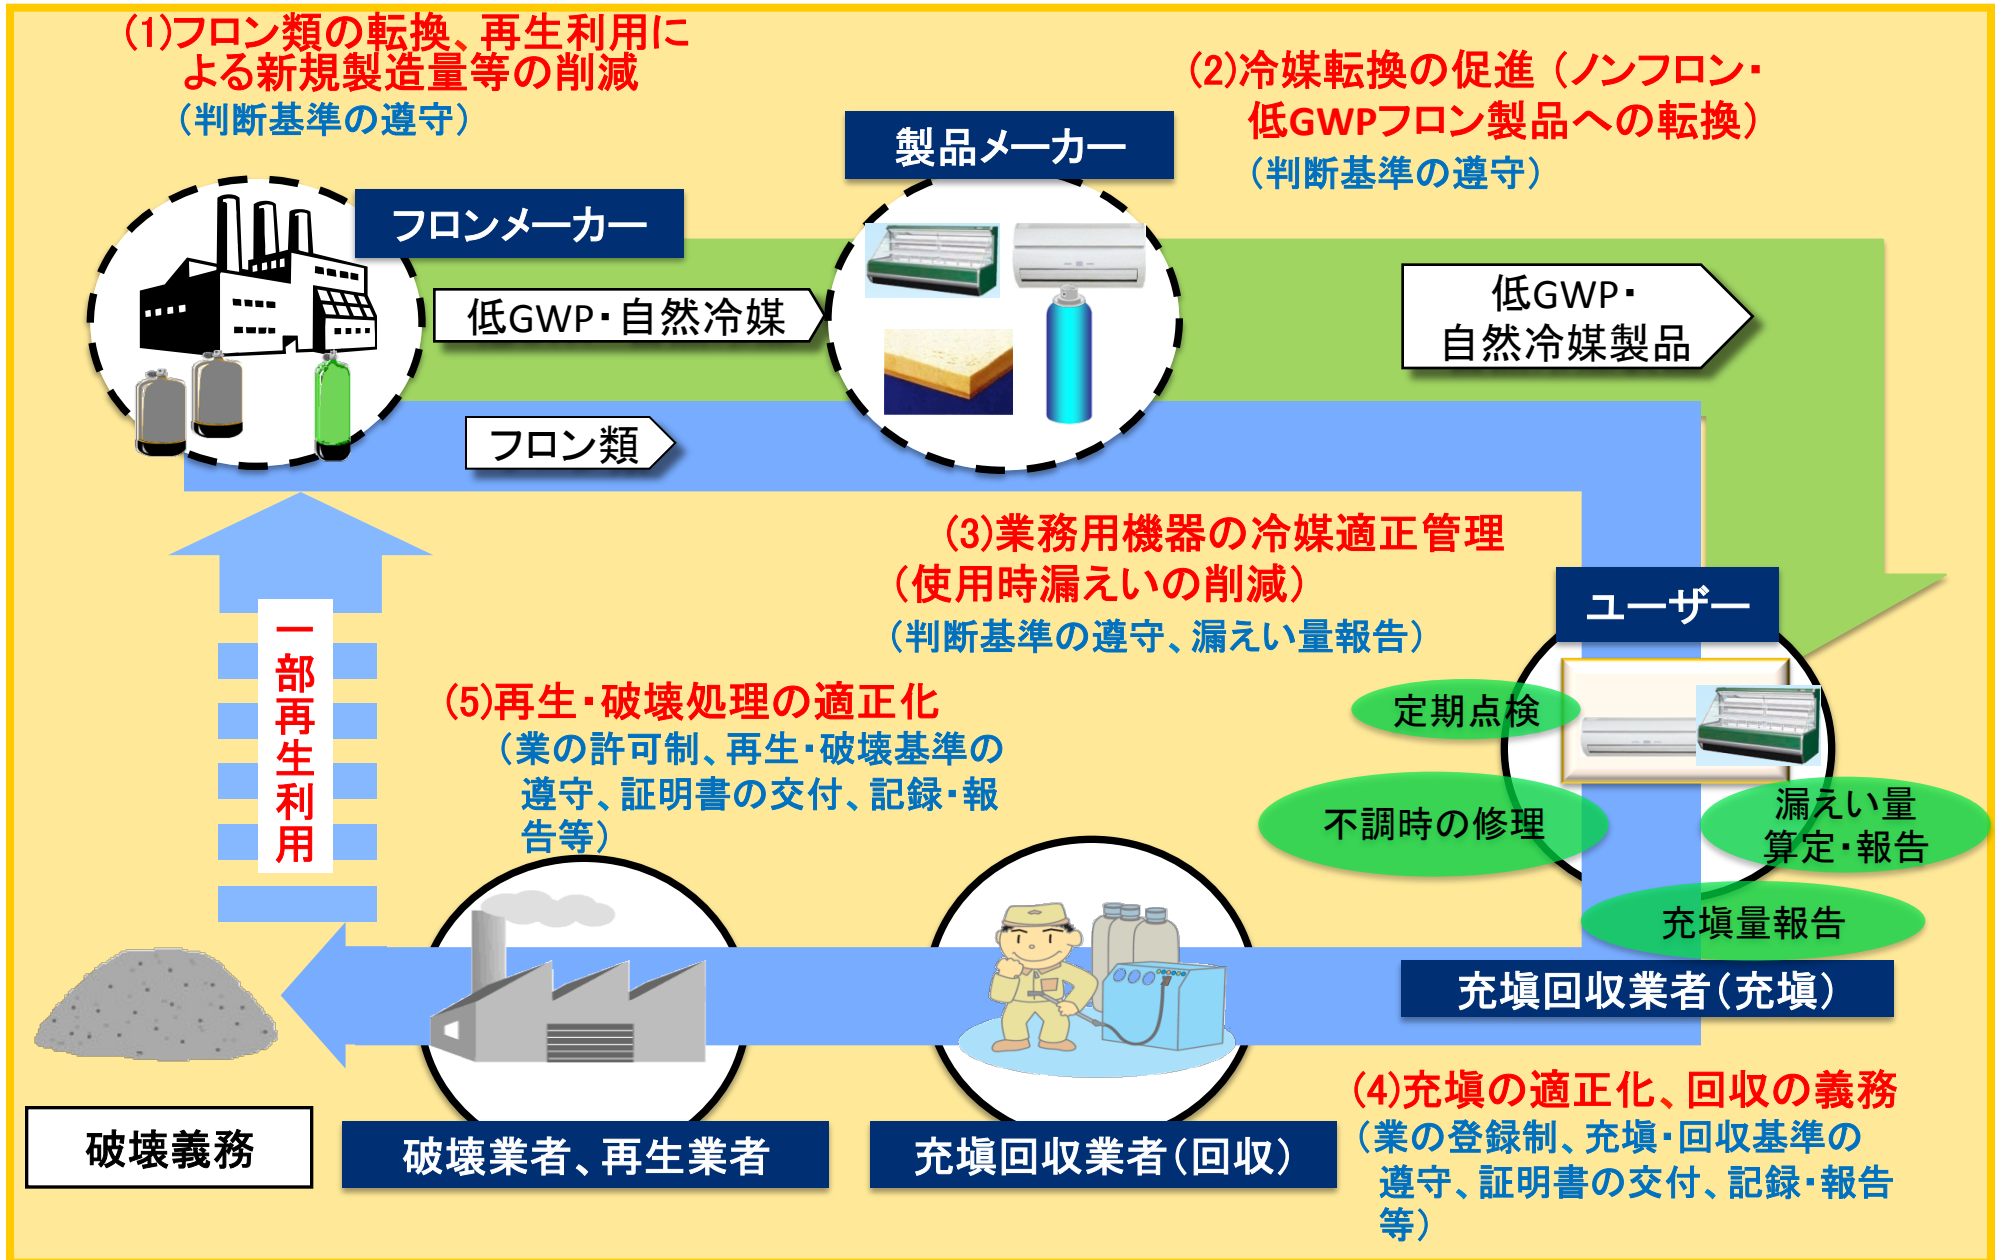 (1)フロン類の転換、再生利用に
よる新規製造量等の削減
（判断基準の遵守）
(2)冷媒転換の促進（ノンフロン・
低GWPフロン製品への転換）
（判断基準の遵守）
製品メーカー
フロンメーカー
低GWP・自然冷媒
低GWP・
自然冷媒製品
フロン類
(3)業務用機器の冷媒適正管理
（使用時漏えいの削減）
（判断基準の遵守、漏えい量報告）
ユーザー
定期点検
不調時の修理
漏えい量
算定・報告
充塡量報告
一部再生利用
(5)再生・破壊処理の適正化
（業の許可制、再生・破壊基準の
遵守、証明書の交付、記録・報
告等）
充塡回収業者（充塡）
(4)充塡の適正化、回収の義務
（業の登録制、充塡・回収基準の
遵守、証明書の交付、記録・報告
等）
破壊義務
破壊業者、再生業者
充塡回収業者（回収）